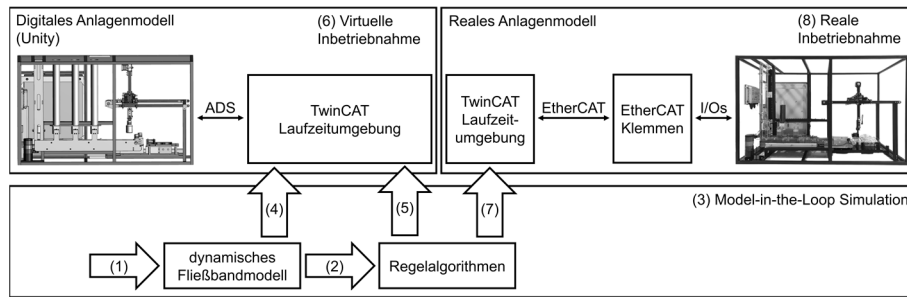 Digitales Anlagenmodell
(Unity)
(6) Virtuelle
Inbetriebnahme
ADS
TwinCAT
Laufzeitumgebung
Reales Anlagenmodell
(8) Reale
Inbetriebnahme
TwinCAT
Laufzeit-
umgebung
EtherCAT
EtherCAT
Klemmen
I/Os
(4)
(5)
(7)
(3) Model-in-the-Loop Simulation
(1)
dynamisches
Fließbandmodell
(2)
Regelalgorithmen